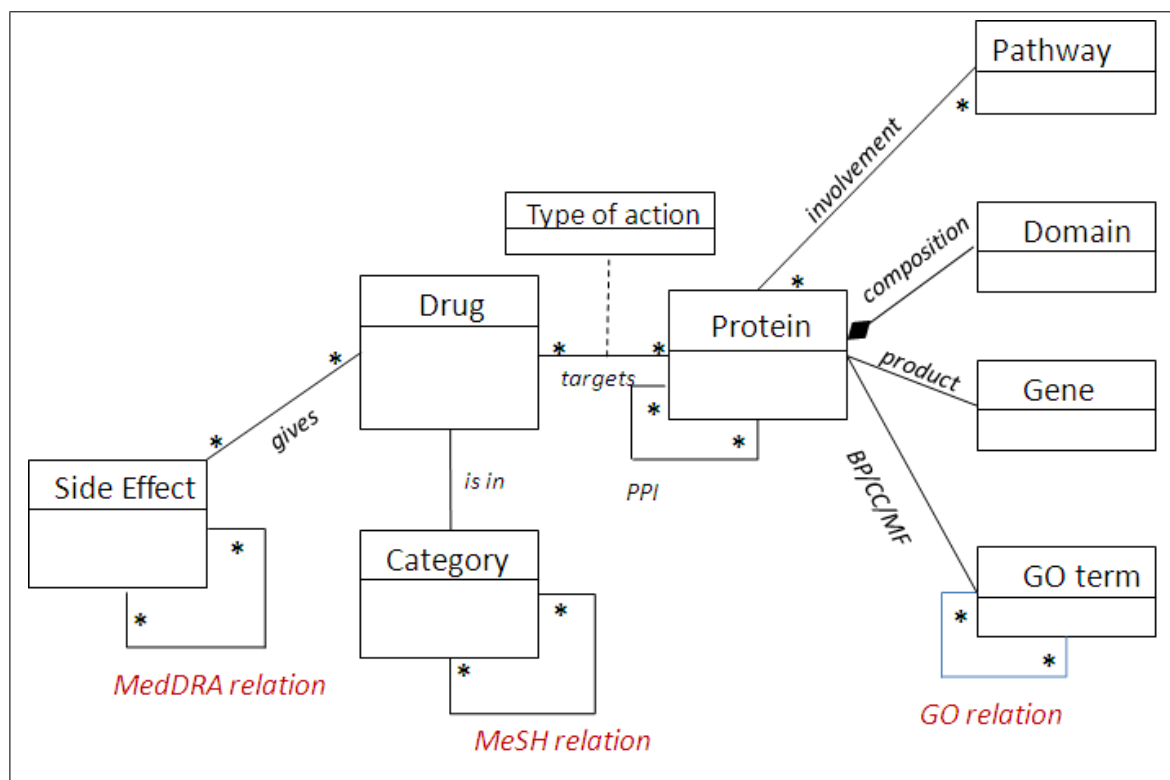 Pathway
*
involvement
Type of action
Domain
composition
*
Drug
Protein
*
*
*
targets
product
Gene
*
*
gives
*
BP/CC/MF
Side Effect
is in
PPI
*
*
Category
GO term
*
*
*
*
MedDRA relation
MeSH relation
GO relation